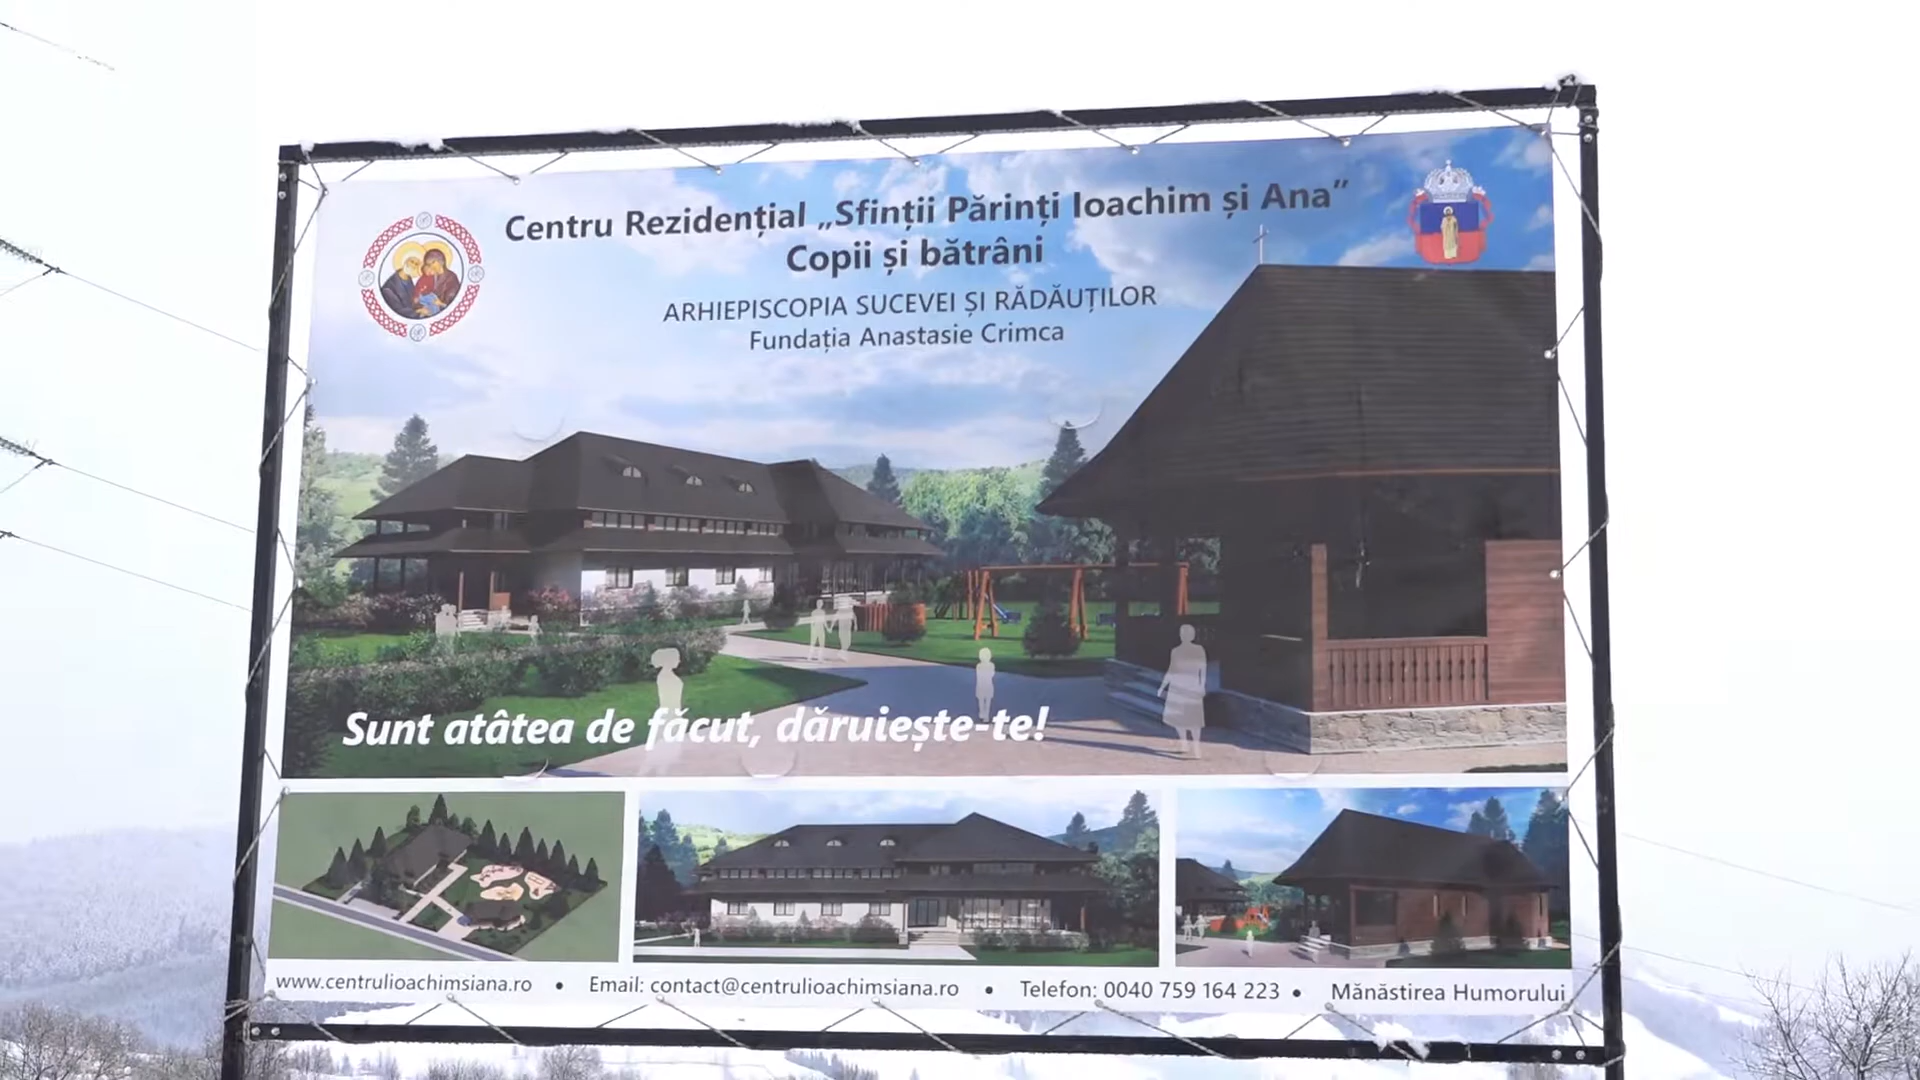 Centru Rezidențial „Sfinții Părinți Ioachim și Ana”
Copii și bătrâni
ARHIEPISCOPIA SUCEVEI ȘI RĂDĂUȚILOR
Fundația Anastasie Crimca
Sunt atâtea de făcut, dăruiește-te!
www.centrulioachimsiana.ro • Email: contact@centrulioachimsiana.ro • Telefon: 0040 759 164 223 • Mănăstirea Humorului